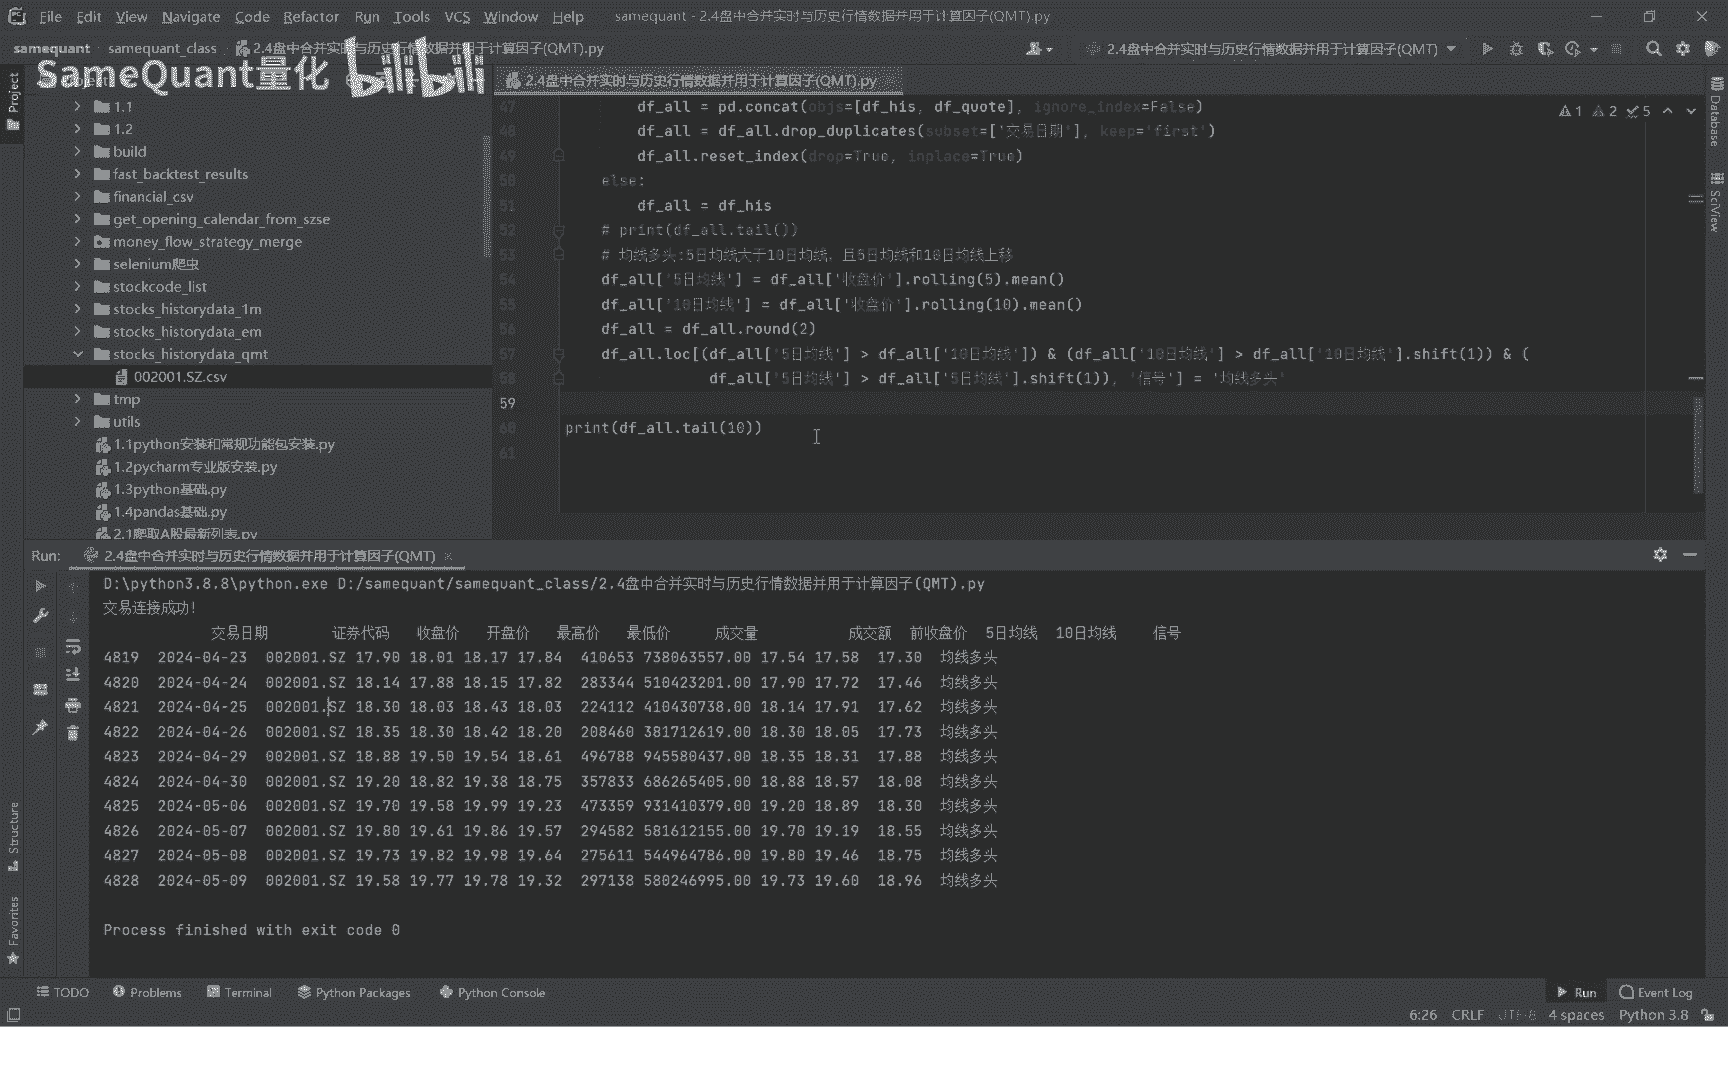 File Edit View Navigate Code Refactor Run Tools VCS Window Help samequant - 2.4盘中合并实时与历史行情数据并用于计算因子(QMT).py
samequant samequant_class 2.4盘中合并实时与历史行情数据并用于计算因子(QMT).py 2.4盘中合并实时与历史行情数据并用于计算因子(QMT)
SameQuant量化 bilibili
2.4盘中合并实时与历史行情数据并用于计算因子(QMT).py
Project
1.1
1.2
build
fast_backtest_results
financial_csv
get_opening_calendar_from_szse
money_flow_strategy_merge
selenium爬虫
stockcode_list
stocks_historydata_1m
stocks_historydata_em
stocks_historydata_qmt
002001.SZ.csv
tmp
utils
1.1python安装和常规功能包安装.py
1.2pycharm专业版安装.py
1.3python基础.py
1.4pandas基础.py
2.1爬取A股最新列表.py
47 df_all = pd.concat(objs=[df_his, df_quote], ignore_index=False)
48 df_all = df_all.drop_duplicates(subset=['交易日期'], keep='first')
49 df_all.reset_index(drop=True, inplace=True)
50 else:
51 df_all = df_his
52 # print(df_all.tail())
53 # 均线多头:5日均线大于10日均线，且5日均线和10日均线上移
54 df_all['5日均线'] = df_all['收盘价'].rolling(5).mean()
55 df_all['10日均线'] = df_all['收盘价'].rolling(10).mean()
56 df_all = df_all.round(2)
57 df_all.loc[(df_all['5日均线'] > df_all['10日均线']) & (df_all['10日均线'] > df_all['10日均线'].shift(1)) & (
58 df_all['5日均线'] > df_all['5日均线'].shift(1)), '信号'] = '均线多头'
59
60 print(df_all.tail(10))
61
1 2 5
Database
SciView
Run: 2.4盘中合并实时与历史行情数据并用于计算因子(QMT)
D:\python3.8.8\python.exe D:/samequant/samequant_class/2.4盘中合并实时与历史行情数据并用于计算因子(QMT).py
交易连接成功!
交易日期 证券代码 收盘价 开盘价 最高价 最低价 成交量 成交额 前收盘价 5日均线 10日均线 信号
4819 2024-04-23 002001.SZ 17.90 18.01 18.17 17.84 410653 738063557.00 17.54 17.58 17.30 均线多头
4820 2024-04-24 002001.SZ 18.14 17.88 18.15 17.82 283344 510423201.00 17.90 17.72 17.46 均线多头
4821 2024-04-25 002001.SZ 18.30 18.03 18.43 18.03 224112 410430738.00 18.14 17.91 17.62 均线多头
4822 2024-04-26 002001.SZ 18.35 18.30 18.42 18.20 208460 381712619.00 18.30 18.05 17.73 均线多头
4823 2024-04-29 002001.SZ 18.88 19.50 19.54 18.61 496788 945580437.00 18.35 18.31 17.88 均线多头
4824 2024-04-30 002001.SZ 19.20 18.82 19.38 18.75 357833 686265405.00 18.88 18.57 18.08 均线多头
4825 2024-05-06 002001.SZ 19.70 19.58 19.99 19.23 473359 931410379.00 19.20 18.89 18.30 均线多头
4826 2024-05-07 002001.SZ 19.80 19.61 19.86 19.57 294582 581612155.00 19.70 19.19 18.55 均线多头
4827 2024-05-08 002001.SZ 19.73 19.82 19.98 19.64 275611 544964786.00 19.80 19.46 18.75 均线多头
4828 2024-05-09 002001.SZ 19.58 19.77 19.78 19.32 297138 580246995.00 19.73 19.60 18.96 均线多头
Process finished with exit code 0
Structure
Favorites
TODO Problems Terminal Python Packages Python Console Run Event Log
6:26 CRLF UTF-8 4 spaces Python 3.8